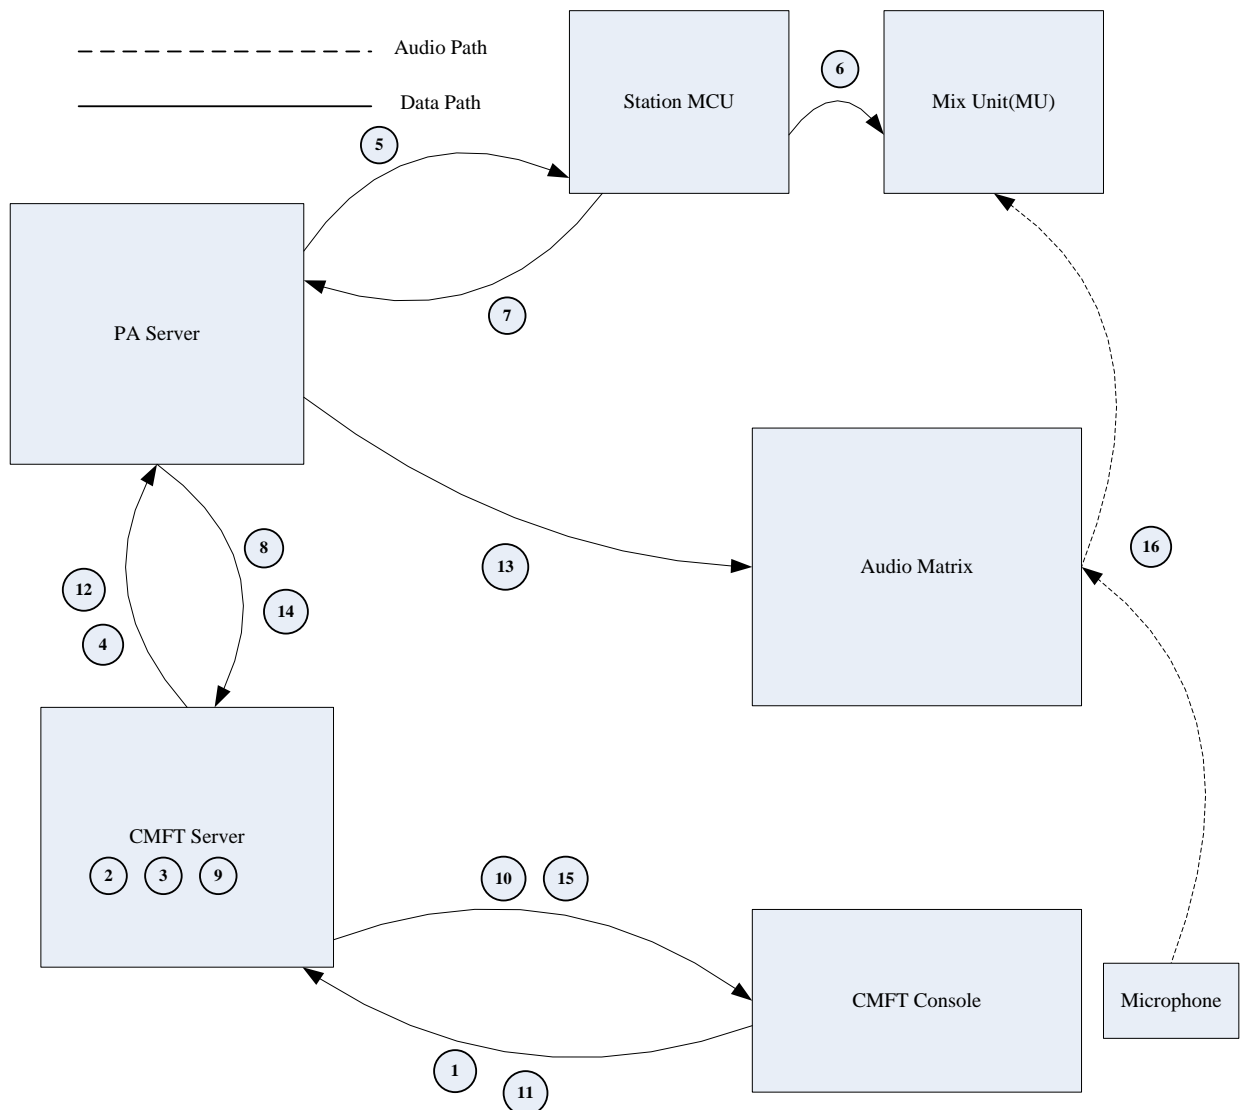 Audio Path
Data Path
Station MCU
6
Mix Unit(MU)
5
PA Server
7
8
12
14
4
13
Audio Matrix
16
CMFT Server
2 3 9
10 15
CMFT Console
Microphone
1
11